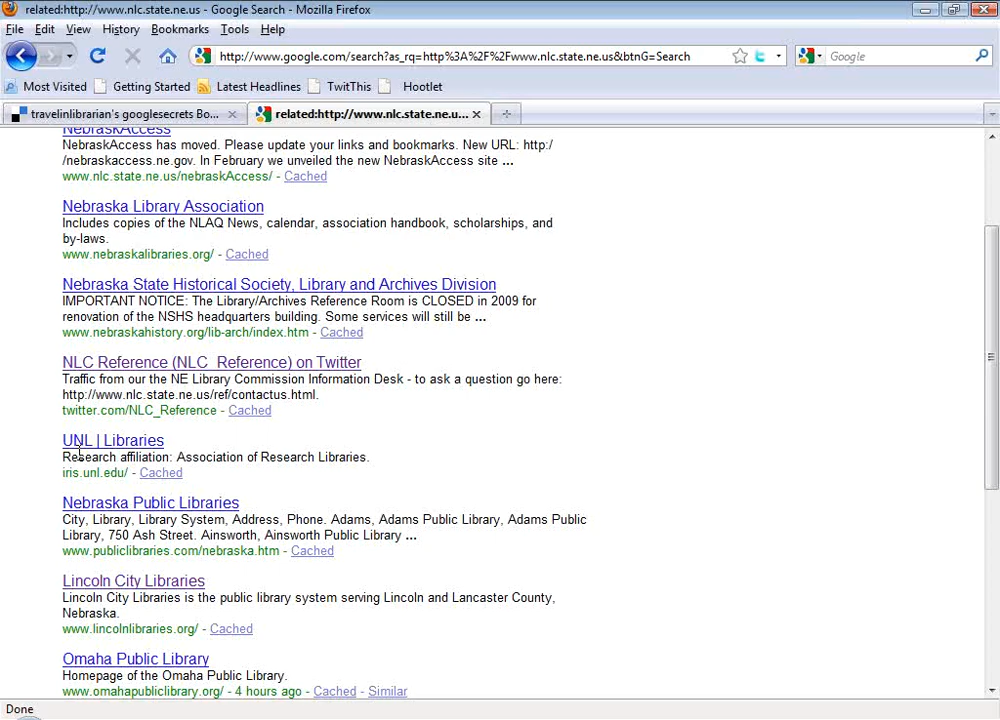 related:http://www.nlc.state.ne.us - Google Search - Mozilla Firefox
File Edit View History Bookmarks Tools Help
http://www.google.com/search?as_rq=http%3A%2F%2Fwww.nlc.state.ne.us&btnG=Search
Google
Most Visited Getting Started Latest Headlines TwitThis Hootlet
travelinlibrarian's googlesecrets Bo...
related:http://www.nlc.state.ne.u...
NebraskAccess
NebraskAccess has moved. Please update your links and bookmarks. New URL: http:/
/nebraskaccess.ne.gov. In February we unveiled the new NebraskAccess site ...
www.nlc.state.ne.us/nebraskAccess/ - Cached
Nebraska Library Association
Includes copies of the NLAQ News, calendar, association handbook, scholarships, and
by-laws.
www.nebraskalibraries.org/ - Cached
Nebraska State Historical Society, Library and Archives Division
IMPORTANT NOTICE: The Library/Archives Reference Room is CLOSED in 2009 for
renovation of the NSHS headquarters building. Some services will still be ...
www.nebraskahistory.org/lib-arch/index.htm - Cached
NLC Reference (NLC_Reference) on Twitter
Traffic from our the NE Library Commission Information Desk - to ask a question go here:
http://www.nlc.state.ne.us/ref/contactus.html.
twitter.com/NLC_Reference - Cached
UNL | Libraries
Research affiliation: Association of Research Libraries.
iris.unl.edu/ - Cached
Nebraska Public Libraries
City, Library, Library System, Address, Phone. Adams, Adams Public Library, Adams Public
Library, 750 Ash Street. Ainsworth, Ainsworth Public Library ...
www.publiclibraries.com/nebraska.htm - Cached
Lincoln City Libraries
Lincoln City Libraries is the public library system serving Lincoln and Lancaster County,
Nebraska.
www.lincolnlibraries.org/ - Cached
Omaha Public Library
Homepage of the Omaha Public Library.
www.omahapubliclibrary.org/ - 4 hours ago - Cached - Similar
Done